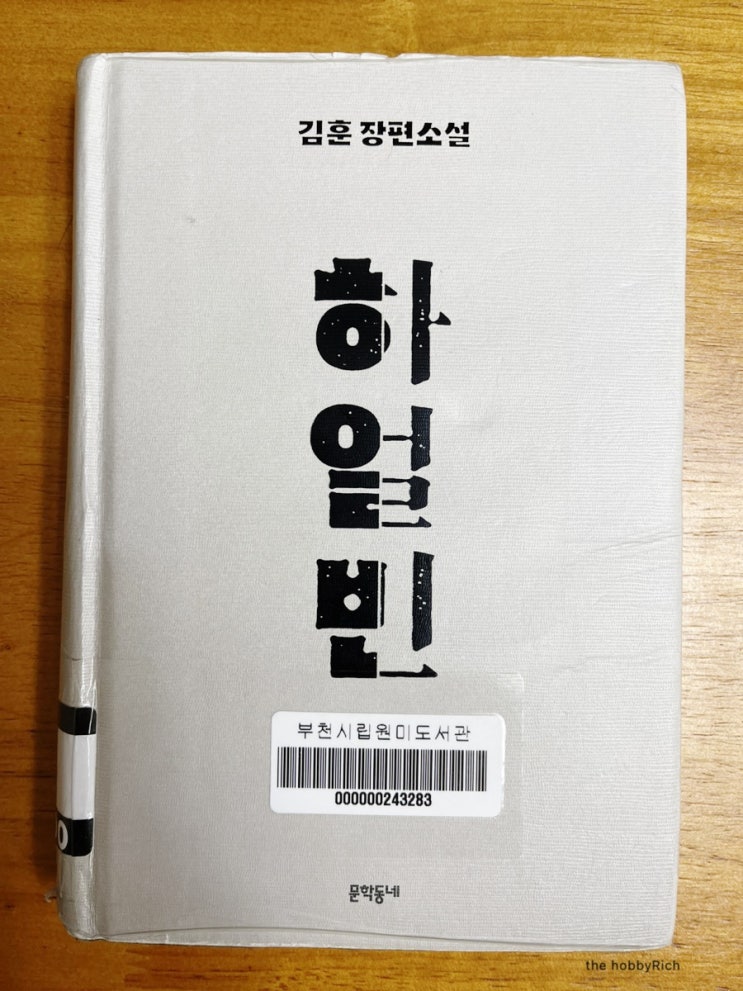 김훈 장편소설
하얼빈
부천시립원미도서관
000000243283
문학동네
the hobbyRich